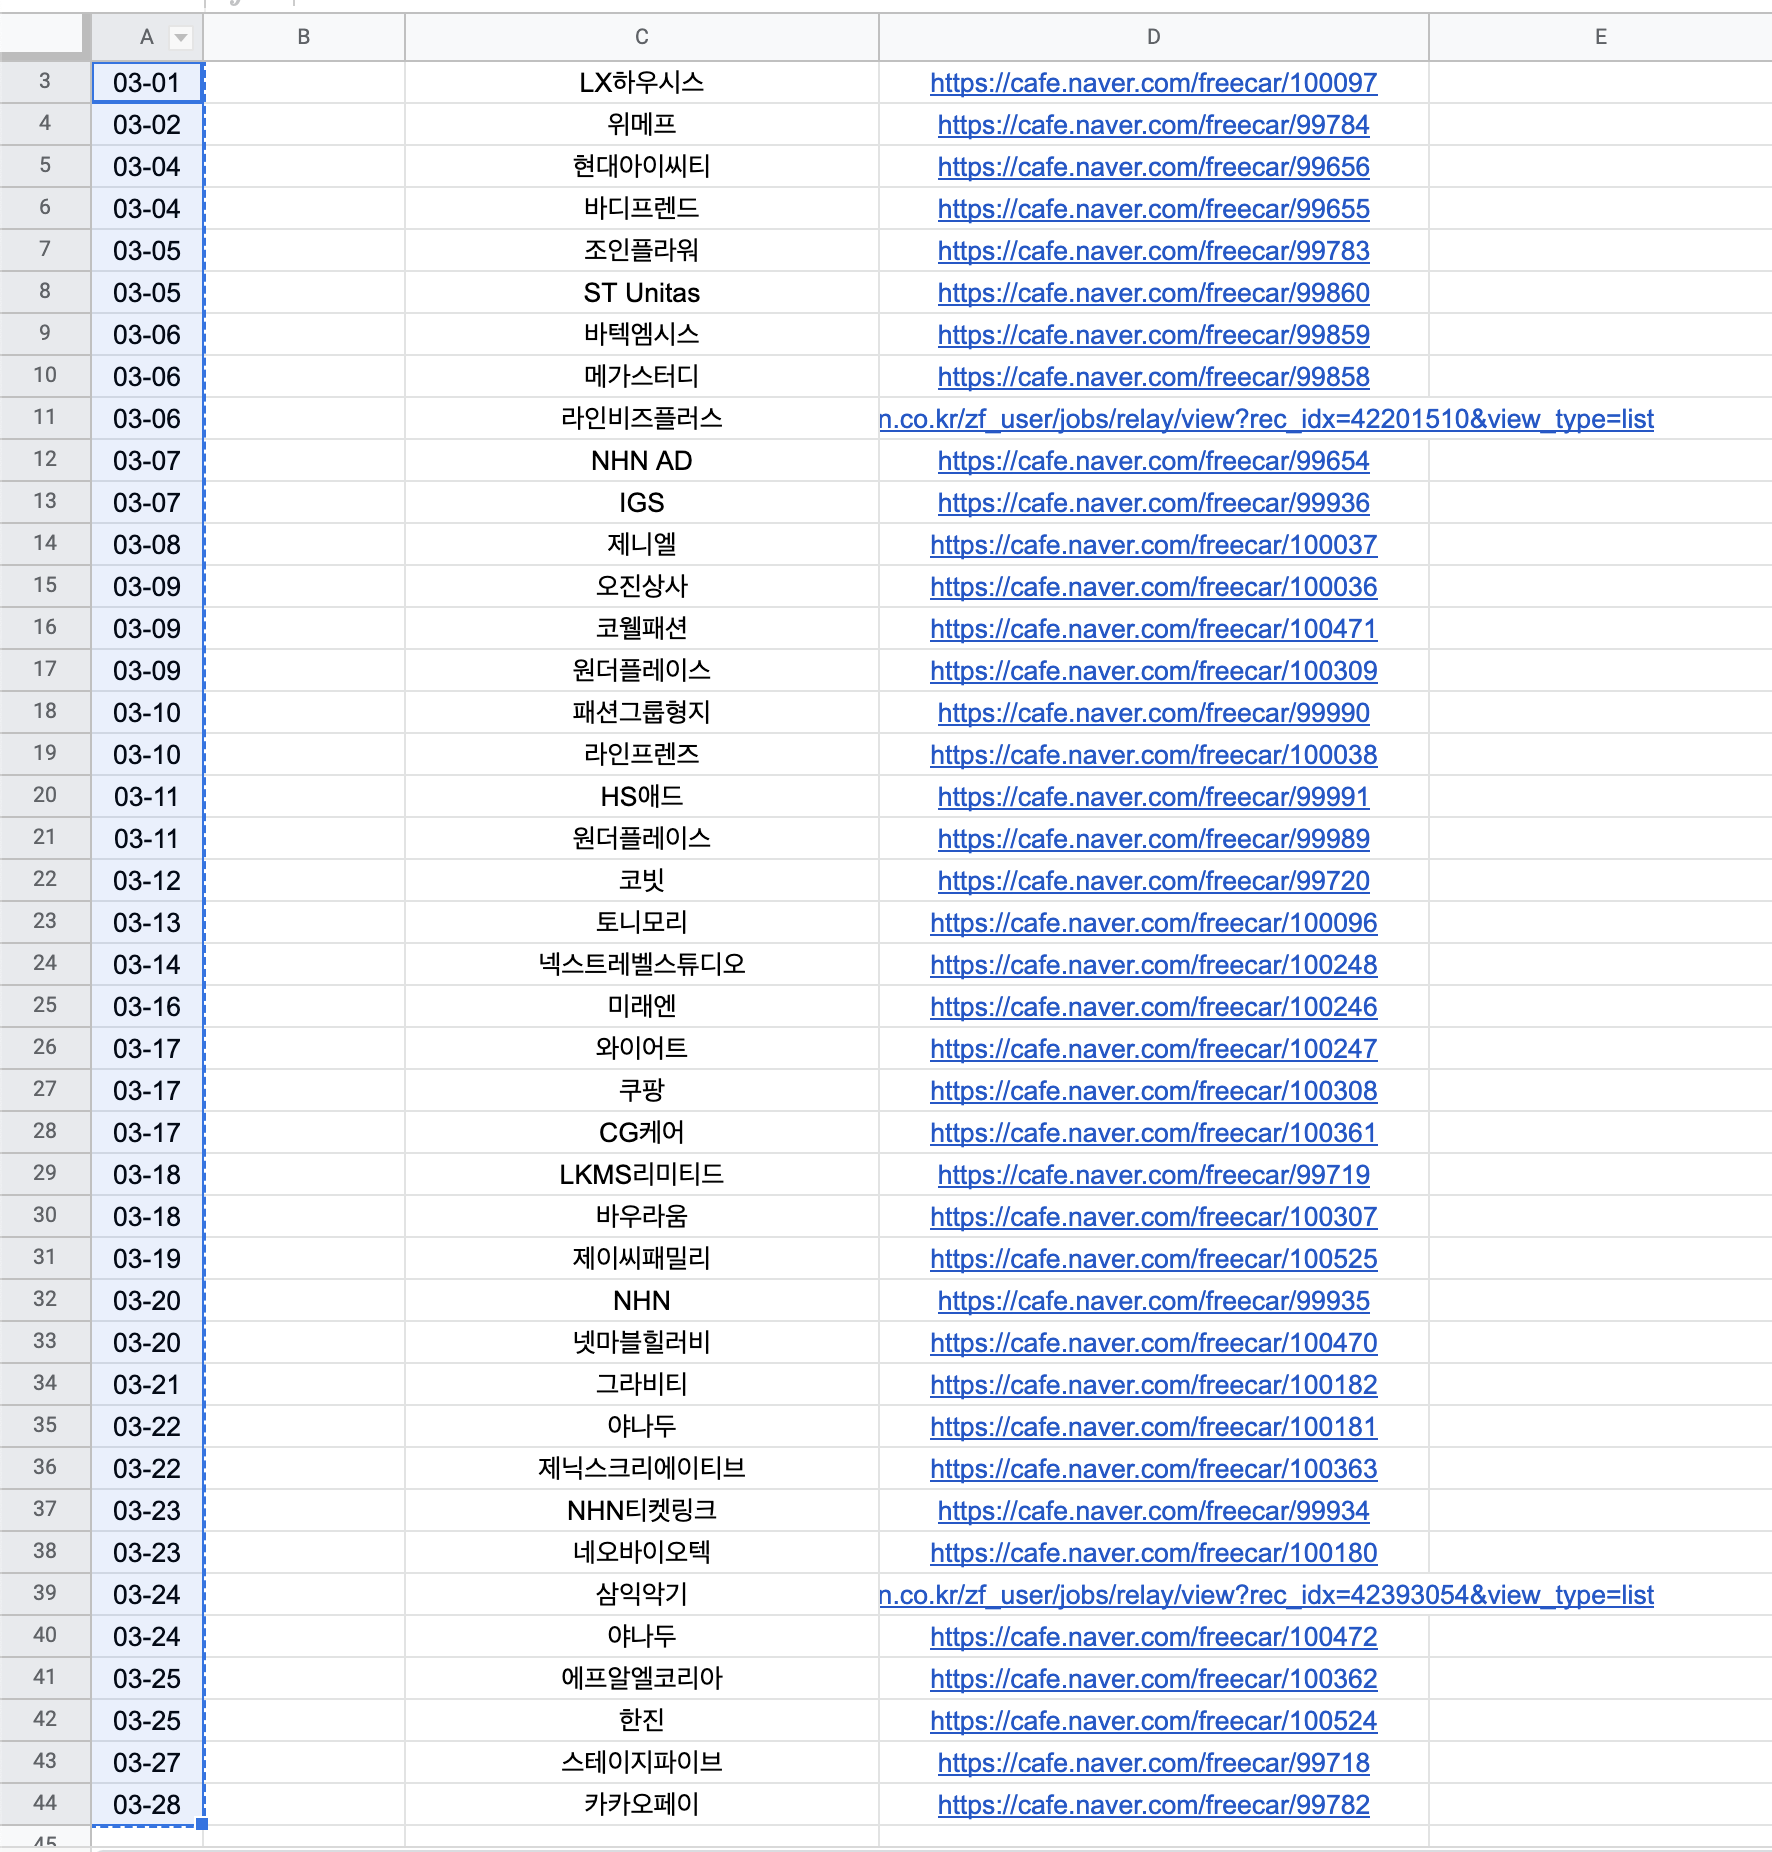 A B C D E
3 03-01 LX하우시스 https://cafe.naver.com/freecar/100097
4 03-02 위메프 https://cafe.naver.com/freecar/99784
5 03-04 현대아이씨티 https://cafe.naver.com/freecar/99656
6 03-04 바디프렌드 https://cafe.naver.com/freecar/99655
7 03-05 조인플라워 https://cafe.naver.com/freecar/99783
8 03-05 ST Unitas https://cafe.naver.com/freecar/99860
9 03-06 바텍엠시스 https://cafe.naver.com/freecar/99859
10 03-06 메가스터디 https://cafe.naver.com/freecar/99858
11 03-06 라인비즈플러스 n.co.kr/zf_user/jobs/relay/view?rec_idx=42201510&view_type=list
12 03-07 NHN AD https://cafe.naver.com/freecar/99654
13 03-07 IGS https://cafe.naver.com/freecar/99936
14 03-08 제니엘 https://cafe.naver.com/freecar/100037
15 03-09 오진상사 https://cafe.naver.com/freecar/100036
16 03-09 코웰패션 https://cafe.naver.com/freecar/100471
17 03-09 원더플레이스 https://cafe.naver.com/freecar/100309
18 03-10 패션그룹형지 https://cafe.naver.com/freecar/99990
19 03-10 라인프렌즈 https://cafe.naver.com/freecar/100038
20 03-11 HS애드 https://cafe.naver.com/freecar/99991
21 03-11 원더플레이스 https://cafe.naver.com/freecar/99989
22 03-12 코빗 https://cafe.naver.com/freecar/99720
23 03-13 토니모리 https://cafe.naver.com/freecar/100096
24 03-14 넥스트레벨스튜디오 https://cafe.naver.com/freecar/100248
25 03-16 미래엔 https://cafe.naver.com/freecar/100246
26 03-17 와이어트 https://cafe.naver.com/freecar/100247
27 03-17 쿠팡 https://cafe.naver.com/freecar/100308
28 03-17 CG케어 https://cafe.naver.com/freecar/100361
29 03-18 LKMS리미티드 https://cafe.naver.com/freecar/99719
30 03-18 바우라움 https://cafe.naver.com/freecar/100307
31 03-19 제이씨패밀리 https://cafe.naver.com/freecar/100525
32 03-20 NHN https://cafe.naver.com/freecar/99935
33 03-20 넷마블힐러비 https://cafe.naver.com/freecar/100470
34 03-21 그라비티 https://cafe.naver.com/freecar/100182
35 03-22 야나두 https://cafe.naver.com/freecar/100181
36 03-22 제닉스크리에이티브 https://cafe.naver.com/freecar/100363
37 03-23 NHN티켓링크 https://cafe.naver.com/freecar/99934
38 03-23 네오바이오텍 https://cafe.naver.com/freecar/100180
39 03-24 삼익악기 n.co.kr/zf_user/jobs/relay/view?rec_idx=42393054&view_type=list
40 03-24 야나두 https://cafe.naver.com/freecar/100472
41 03-25 에프알엘코리아 https://cafe.naver.com/freecar/100362
42 03-25 한진 https://cafe.naver.com/freecar/100524
43 03-27 스테이지파이브 https://cafe.naver.com/freecar/99718
44 03-28 카카오페이 https://cafe.naver.com/freecar/99782
45